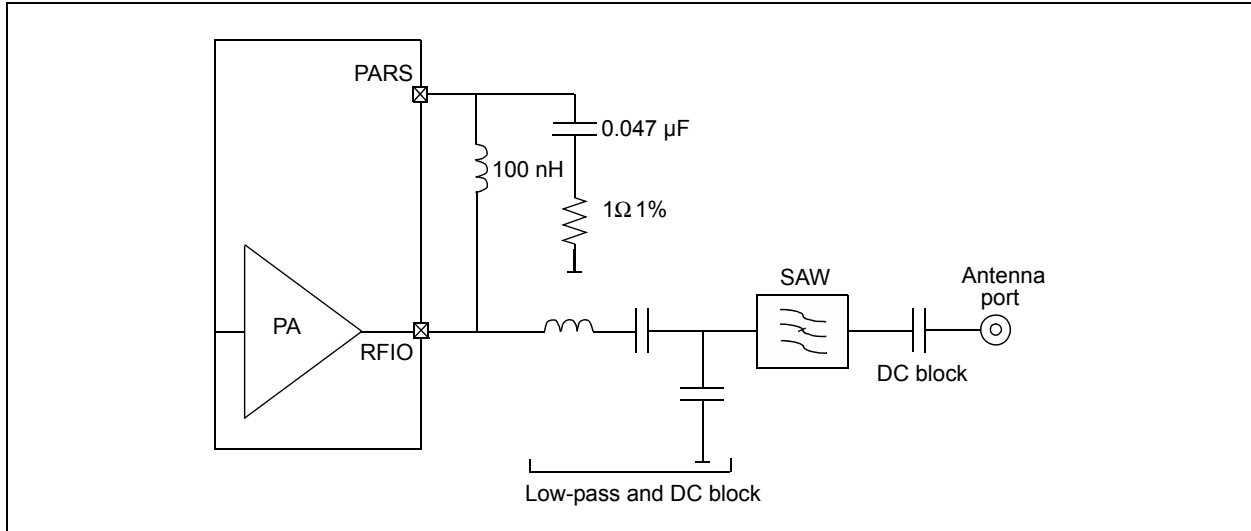 PARS
0.047 µF
100 nH
1Ω 1%
SAW
Antenna
port
PA
RFIO
DC block
Low-pass and DC block